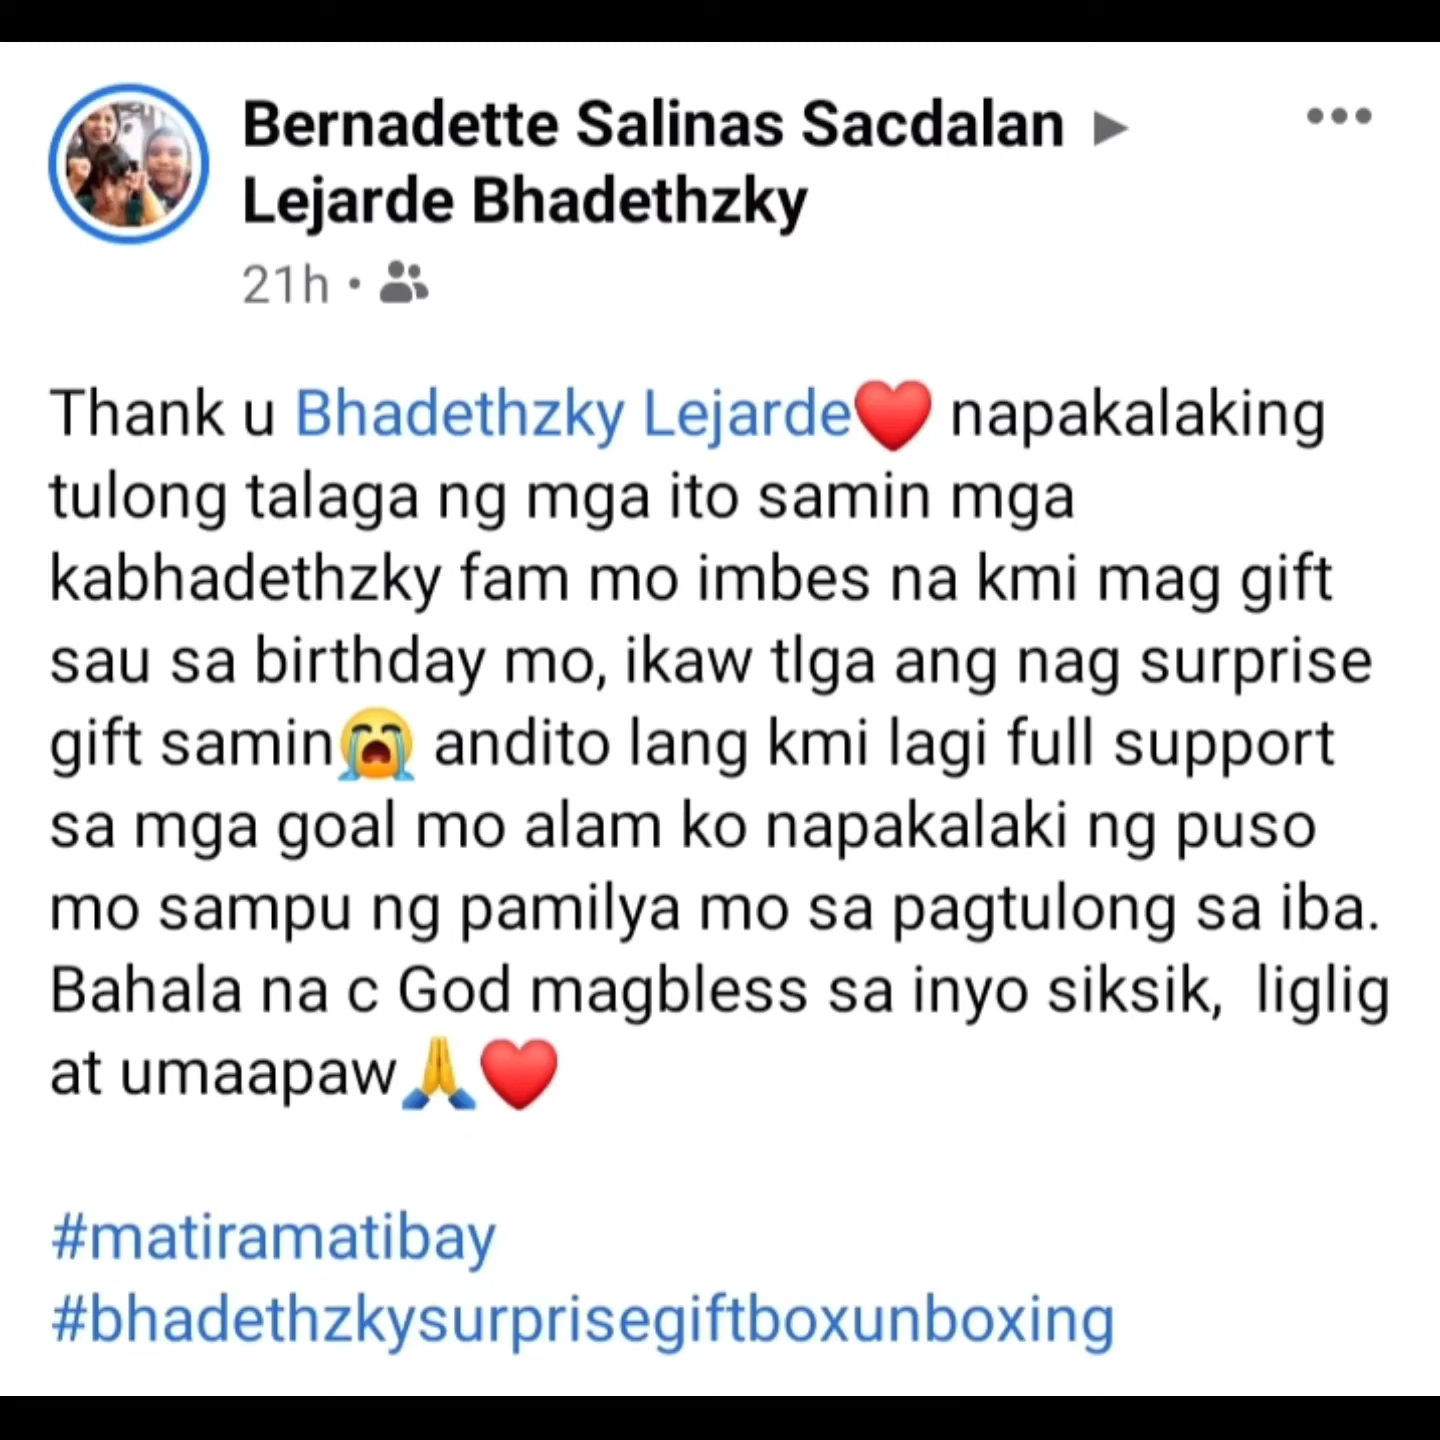 Bernadette Salinas Sacdalan ▶
Lejarde Bhadethzky
21h •
Thank u Bhadethzky Lejarde❤️ napakalaking
tulong talaga ng mga ito samin mga
kabhadethzky fam mo imbes na kmi mag gift
sau sa birthday mo, ikaw tlga ang nag surprise
gift samin😭 andito lang kmi lagi full support
sa mga goal mo alam ko napakalaki ng puso
mo sampu ng pamilya mo sa pagtulong sa iba.
Bahala na c God magbless sa inyo siksik,  liglig
at umaapaw🙏❤️
#matiramatibay
#bhadethzkysurprisegiftboxunboxing